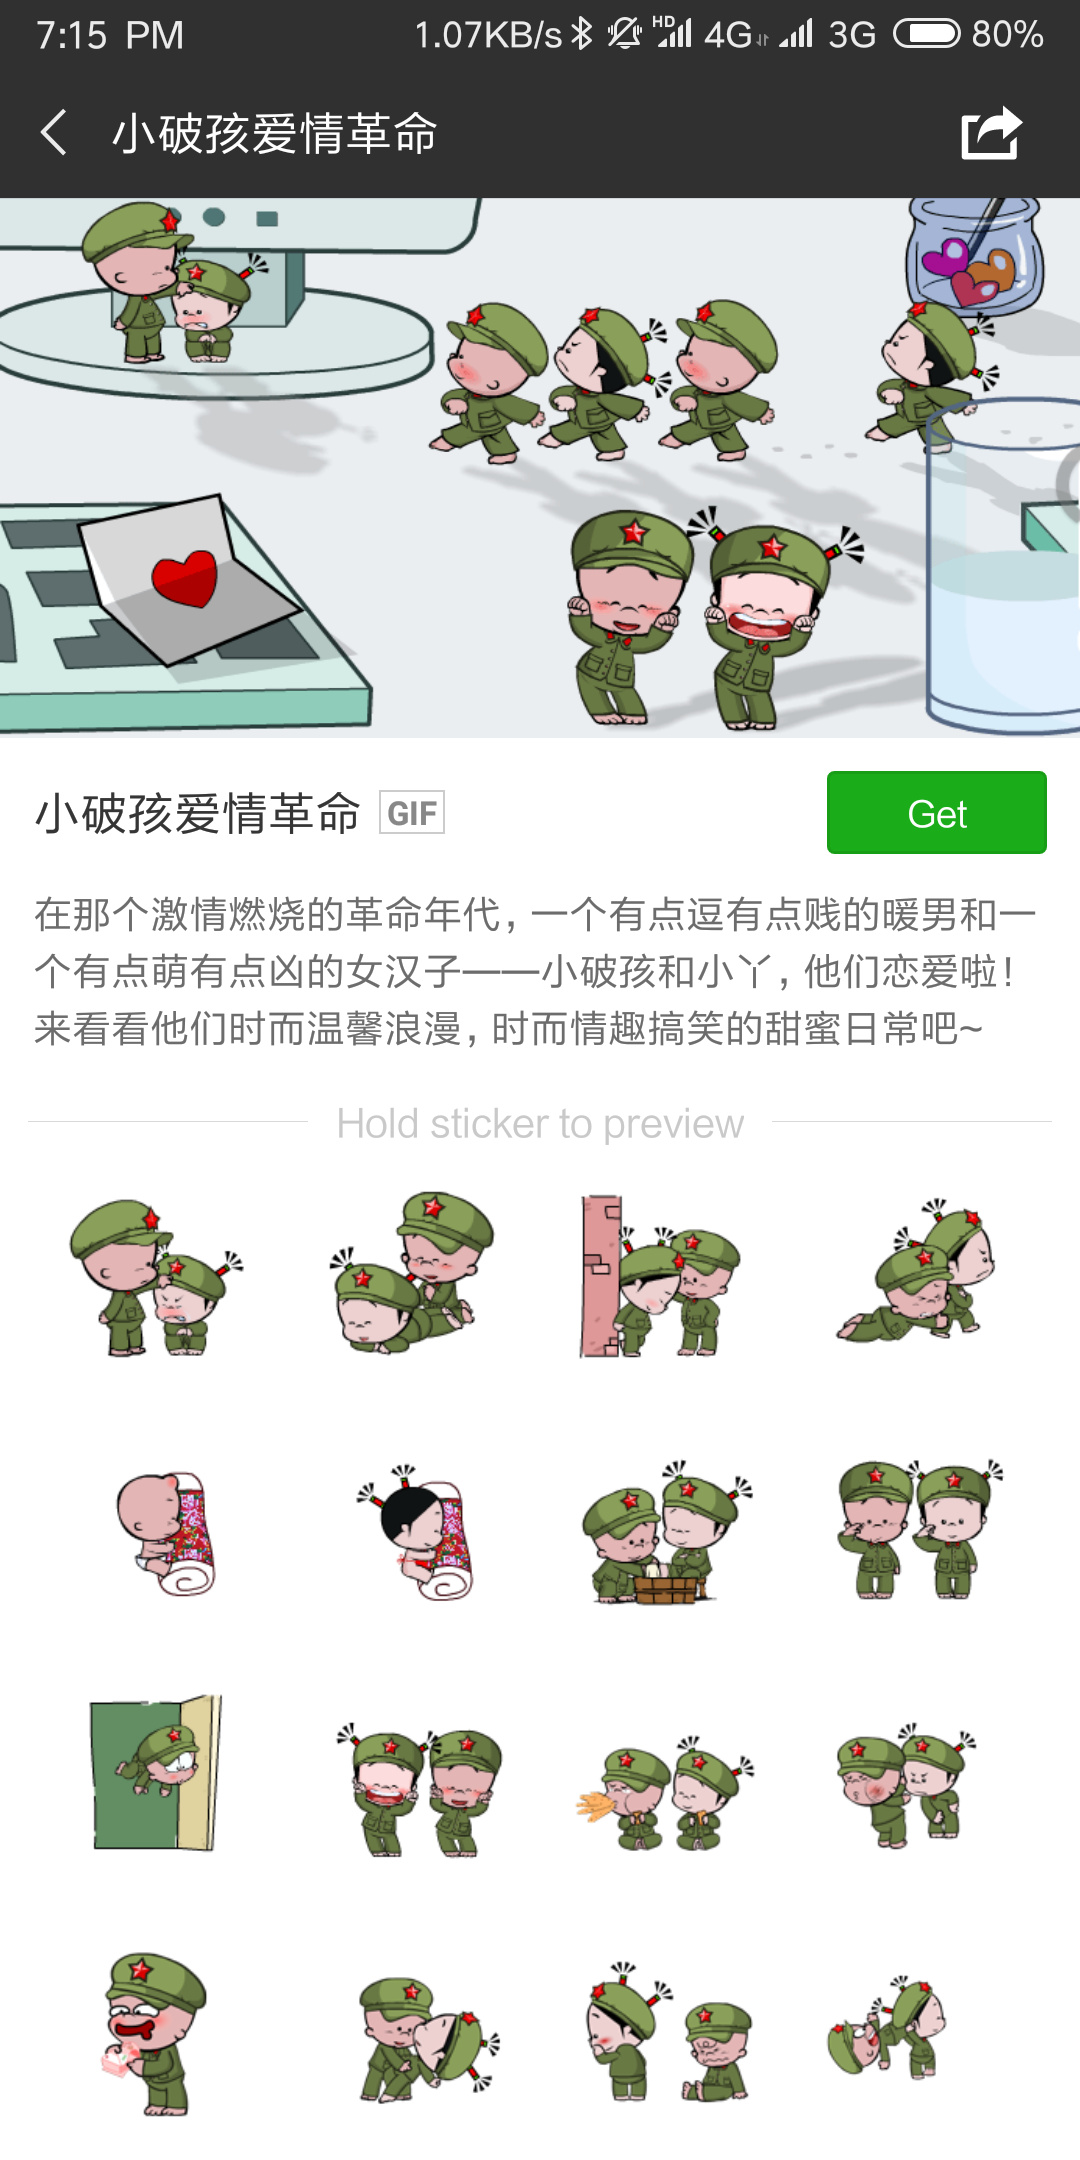 7:15 PM 1.07KB/s HD 4G 3G 80%
小破孩爱情革命
小破孩爱情革命 GIF Get
在那个激情燃烧的革命年代，一个有点逗有点贱的暖男和一
个有点萌有点凶的女汉子——小破孩和小丫，他们恋爱啦！
来看看他们时而温馨浪漫，时而情趣搞笑的甜蜜日常吧~
Hold sticker to preview